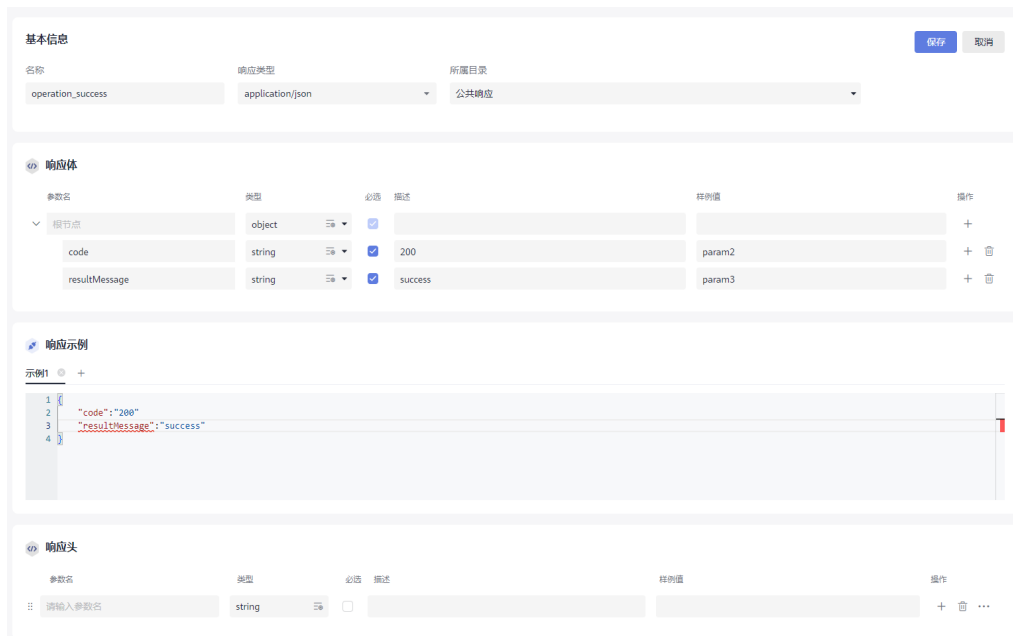 基本信息
保存 取消
名称 响应类型 所属目录
operation_success application/json 公共响应
响应体
参数名 类型 必选 描述 样例值 操作
根节点 object
code string 200 param2
resultMessage string success param3
响应示例
示例1
1 {
2 "code":"200"
3 "resultMessage":"success"
4 }
响应头
参数名 类型 必选 描述 样例值 操作
请输入参数名 string